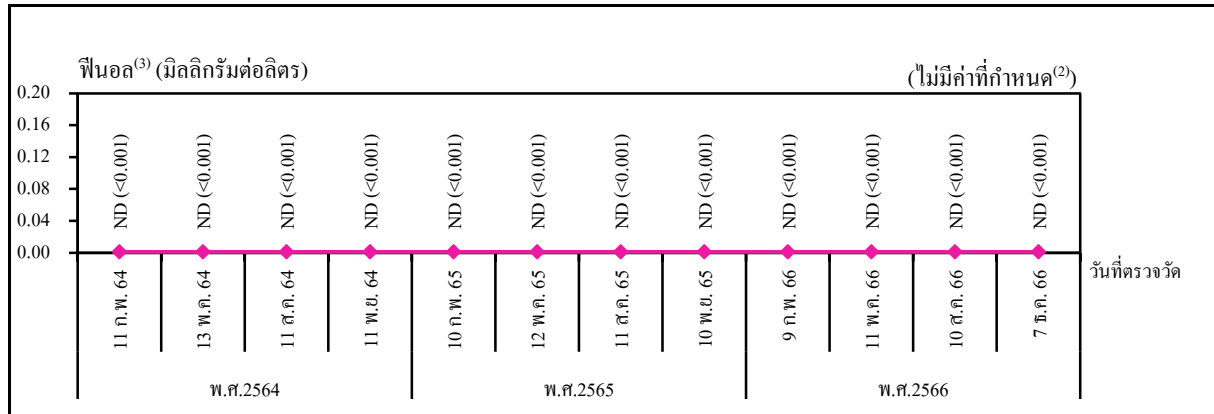 ฟีนอล(3) (มิลลิกรัมต่อลิตร)
(ไม่มีค่าที่กำหนด(2))
0.20
0.16
0.12
0.08
0.04
0.00
ND (<0.001)
ND (<0.001)
ND (<0.001)
ND (<0.001)
ND (<0.001)
ND (<0.001)
ND (<0.001)
ND (<0.001)
ND (<0.001)
ND (<0.001)
ND (<0.001)
ND (<0.001)
11 ก.พ. 64
13 พ.ค. 64
11 ส.ค. 64
11 พ.ย. 64
10 ก.พ. 65
12 พ.ค. 65
11 ส.ค. 65
10 พ.ย. 65
9 ก.พ. 66
11 พ.ค. 66
10 ส.ค. 66
7 ธ.ค. 66
วันที่ตรวจวัด
พ.ศ.2564
พ.ศ.2565
พ.ศ.2566